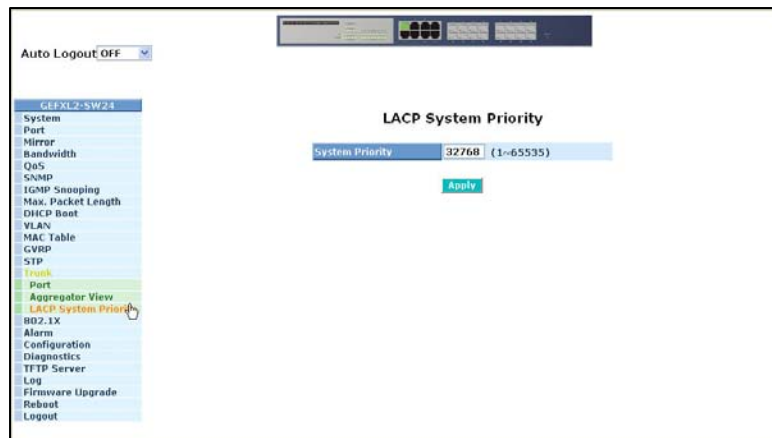 Auto Logout OFF
GEFXL2-SW24
System
Port
Mirror
Bandwidth
QoS
SNMP
IGMP Snooping
Max. Packet Length
DHCP Boot
VLAN
MAC Table
GVRP
STP
Trunk
Port
Aggregator View
LACP System Priority
802.1X
Alarm
Configuration
Diagnostics
TFTP Server
Log
Firmware Upgrade
Reboot
Logout
LACP System Priority
System Priority 32768 (1~65535)
Apply